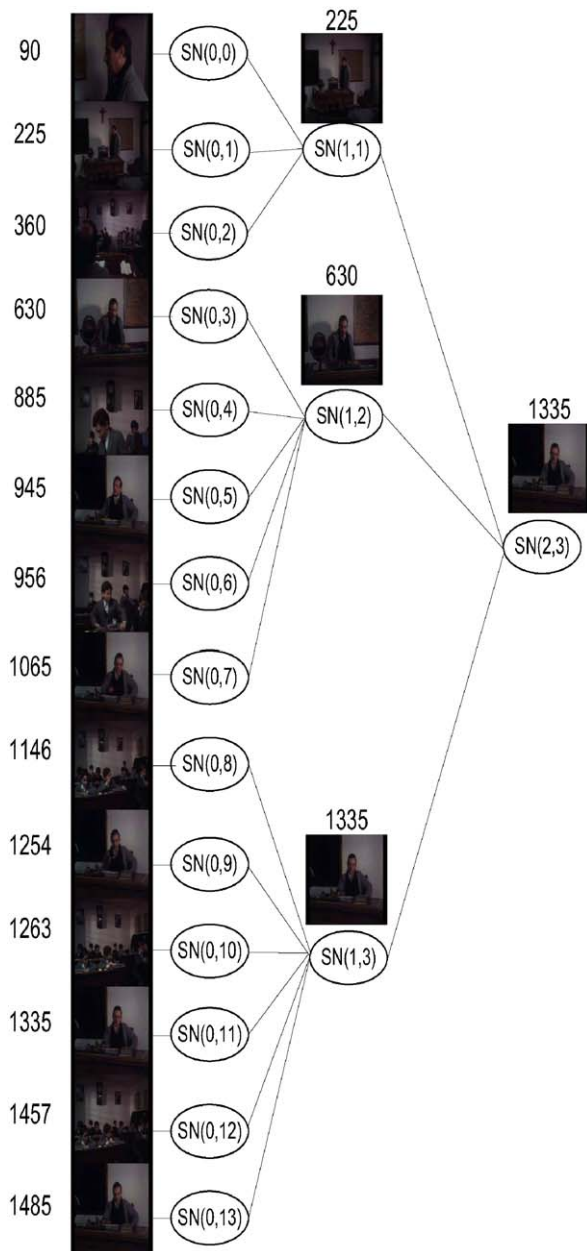 90
SN(0,0)
225
225
SN(0,1)
SN(1,1)
360
SN(0,2)
630
630
SN(0,3)
885
SN(0,4)
SN(1,2)
1335
945
SN(0,5)
SN(2,3)
956
SN(0,6)
1065
SN(0,7)
1146
SN(0,8)
1335
1254
SN(0,9)
1263
SN(0,10)
SN(1,3)
1335
SN(0,11)
1457
SN(0,12)
1485
SN(0,13)